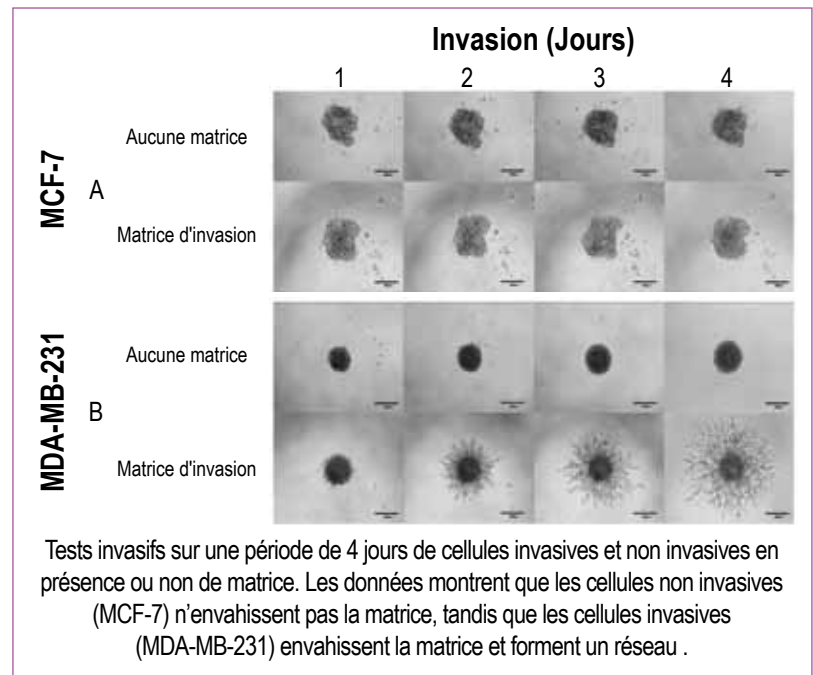 Invasion (Jours)
1 2 3 4
MCF-7
A
Aucune matrice
Matrice d'invasion
MDA-MB-231
B
Aucune matrice
Matrice d'invasion
Tests invasifs sur une période de 4 jours de cellules invasives et non invasives en
présence ou non de matrice. Les données montrent que les cellules non invasives
(MCF-7) n’envahissent pas la matrice, tandis que les cellules invasives
(MDA-MB-231) envahissent la matrice et forment un réseau .